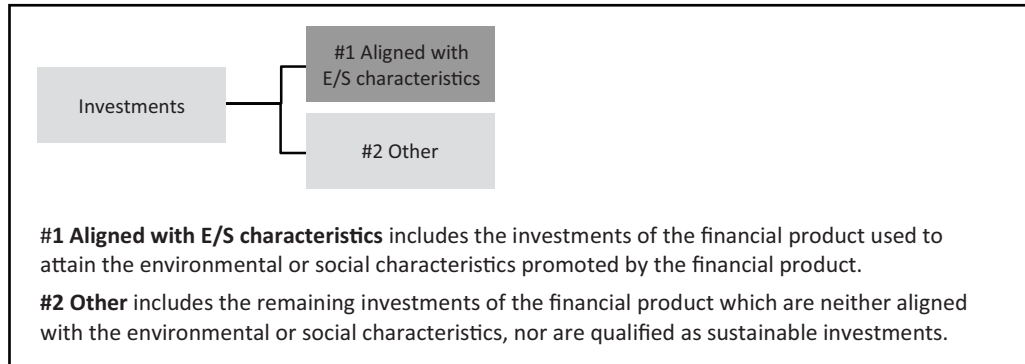 #1 Aligned with
E/S characteristics
Investments
#2 Other
#1 Aligned with E/S characteristics includes the investments of the financial product used to
attain the environmental or social characteristics promoted by the financial product.
#2 Other includes the remaining investments of the financial product which are neither aligned
with the environmental or social characteristics, nor are qualified as sustainable investments.